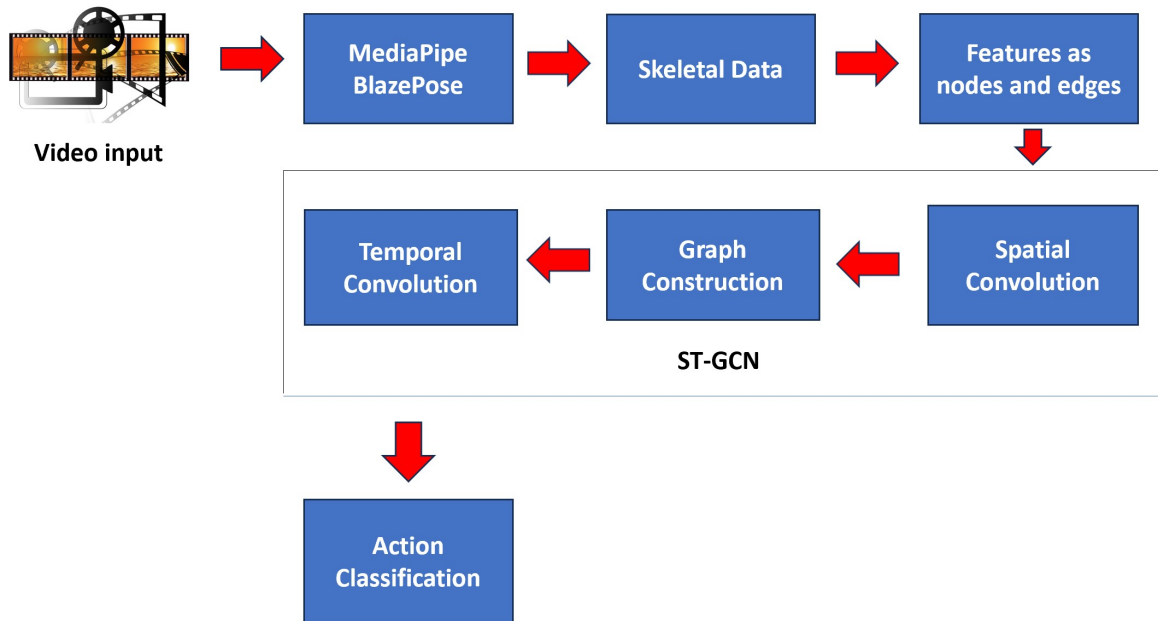 MediaPipe
BlazePose
Skeletal Data
Features as
nodes and edges
Video input
Temporal
Convolution
Graph
Construction
Spatial
Convolution
ST-GCN
Action
Classification